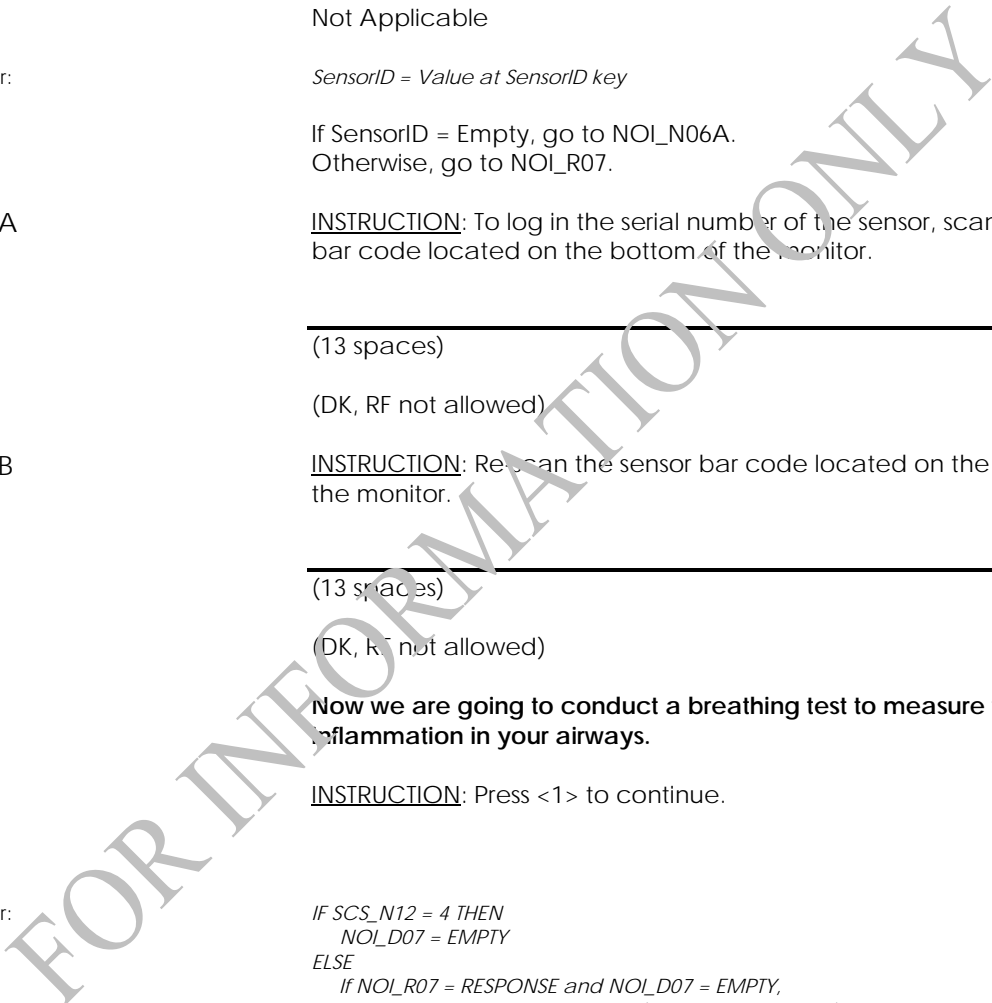 Not Applicable
r: SensorID = Value at SensorID key
If SensorID = Empty, go to NOI_N06A.
Otherwise, go to NOI_R07.
A INSTRUCTION: To log in the serial number of the sensor, scan
bar code located on the bottom of the monitor.
(13 spaces)
(DK, RF not allowed)
B INSTRUCTION: Re-scan the sensor bar code located on the
the monitor.
(13 spaces)
(DK, RF not allowed)
Now we are going to conduct a breathing test to measure
inflammation in your airways.
INSTRUCTION: Press <1> to continue.
r: IF SCS_N12 = 4 THEN
NOI_D07 = EMPTY
ELSE
If NOI_R07 = RESPONSE and NOI_D07 = EMPTY,
FOR INFORMATION ONLY